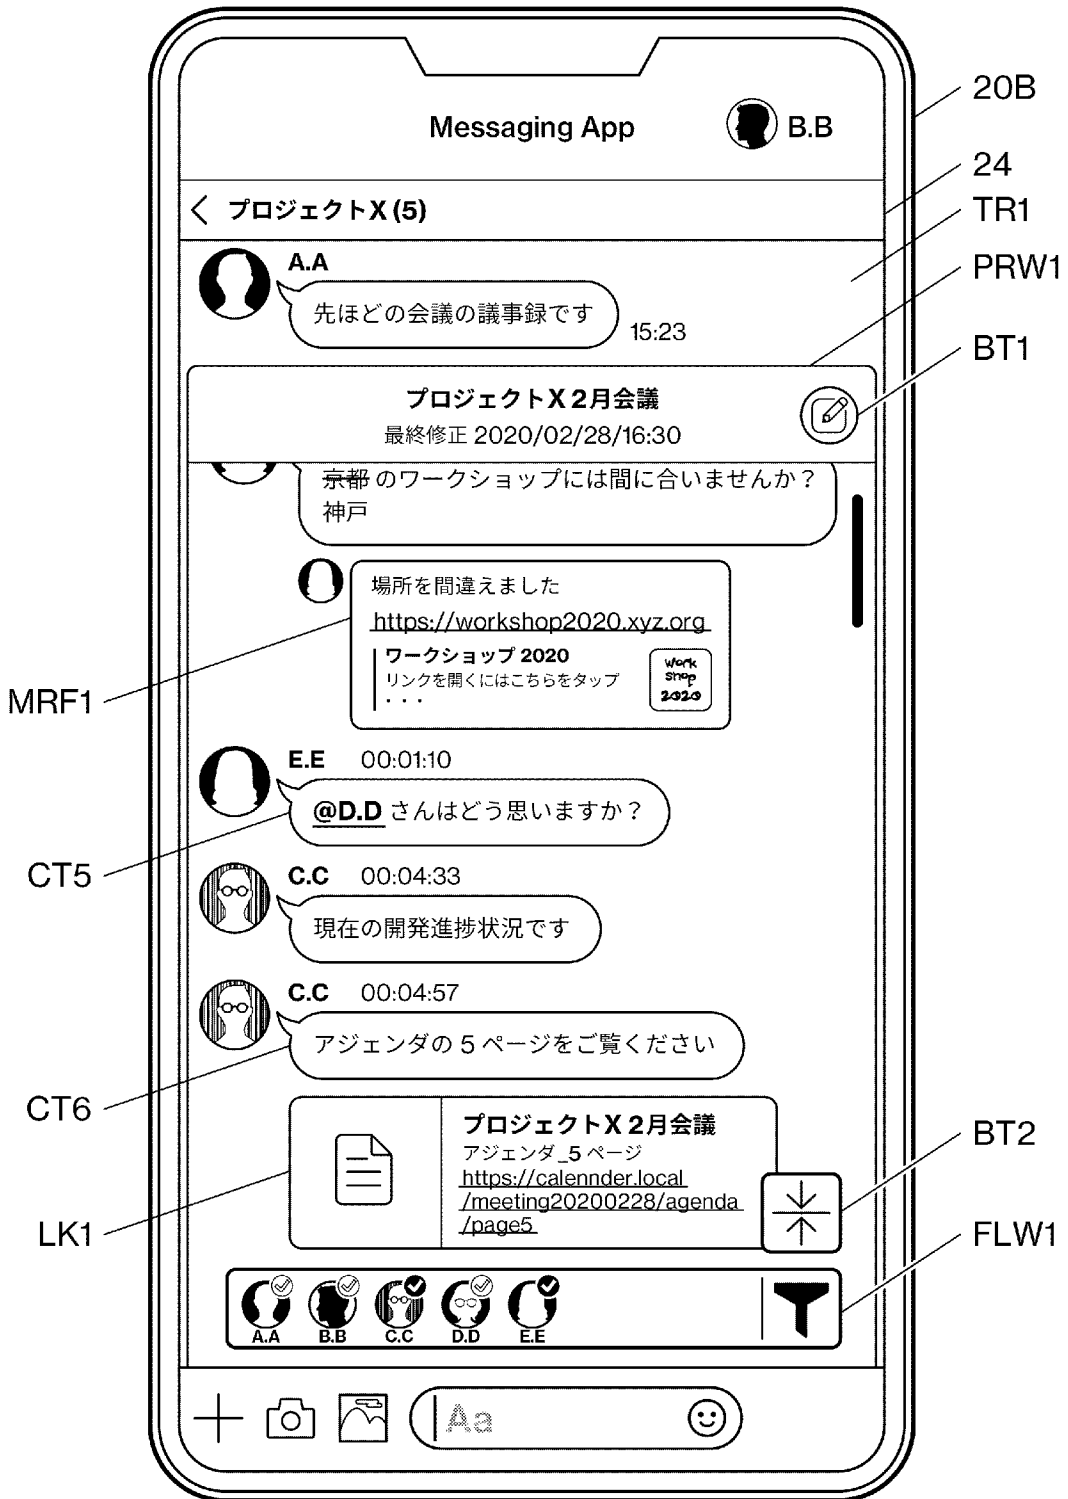 Messaging App
B.B
20B
24
プロジェクトX (5)
TR1
A.A
PRW1
先ほどの会議の議事録です
15:23
BT1
プロジェクトX 2月会議
最終修正 2020/02/28/16:30
京都 のワークショップには間に合いませんか？
神戸
場所を間違えました
https://workshop2020.xyz.org
ワークショップ 2020
リンクを開くにはこちらをタップ
・・・
work
shop
2020
MRF1
E.E 00:01:10
@D.D さんはどう思いますか？
CT5
C.C 00:04:33
現在の開発進捗状況です
C.C 00:04:57
アジェンダの 5 ページをご覧ください
CT6
プロジェクトX 2月会議
アジェンダ_5 ページ
https://calennder.local
/meeting20200228/agenda
/page5
BT2
LK1
FLW1
A.A B.B C.C D.D E.E
Aa